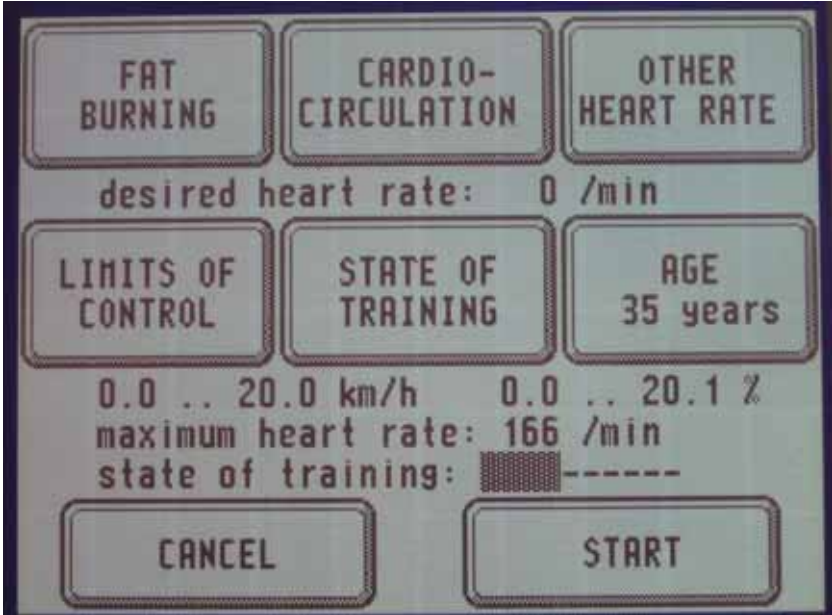 FAT
BURNING
CARDIO-
CIRCULATION
OTHER
HEART RATE
desired heart rate: 0 /min
LIMITS OF
CONTROL
STATE OF
TRAINING
AGE
35 years
0.0 .. 20.0 km/h 0.0 .. 20.1 %
maximum heart rate: 166 /min
state of training:
CANCEL
START